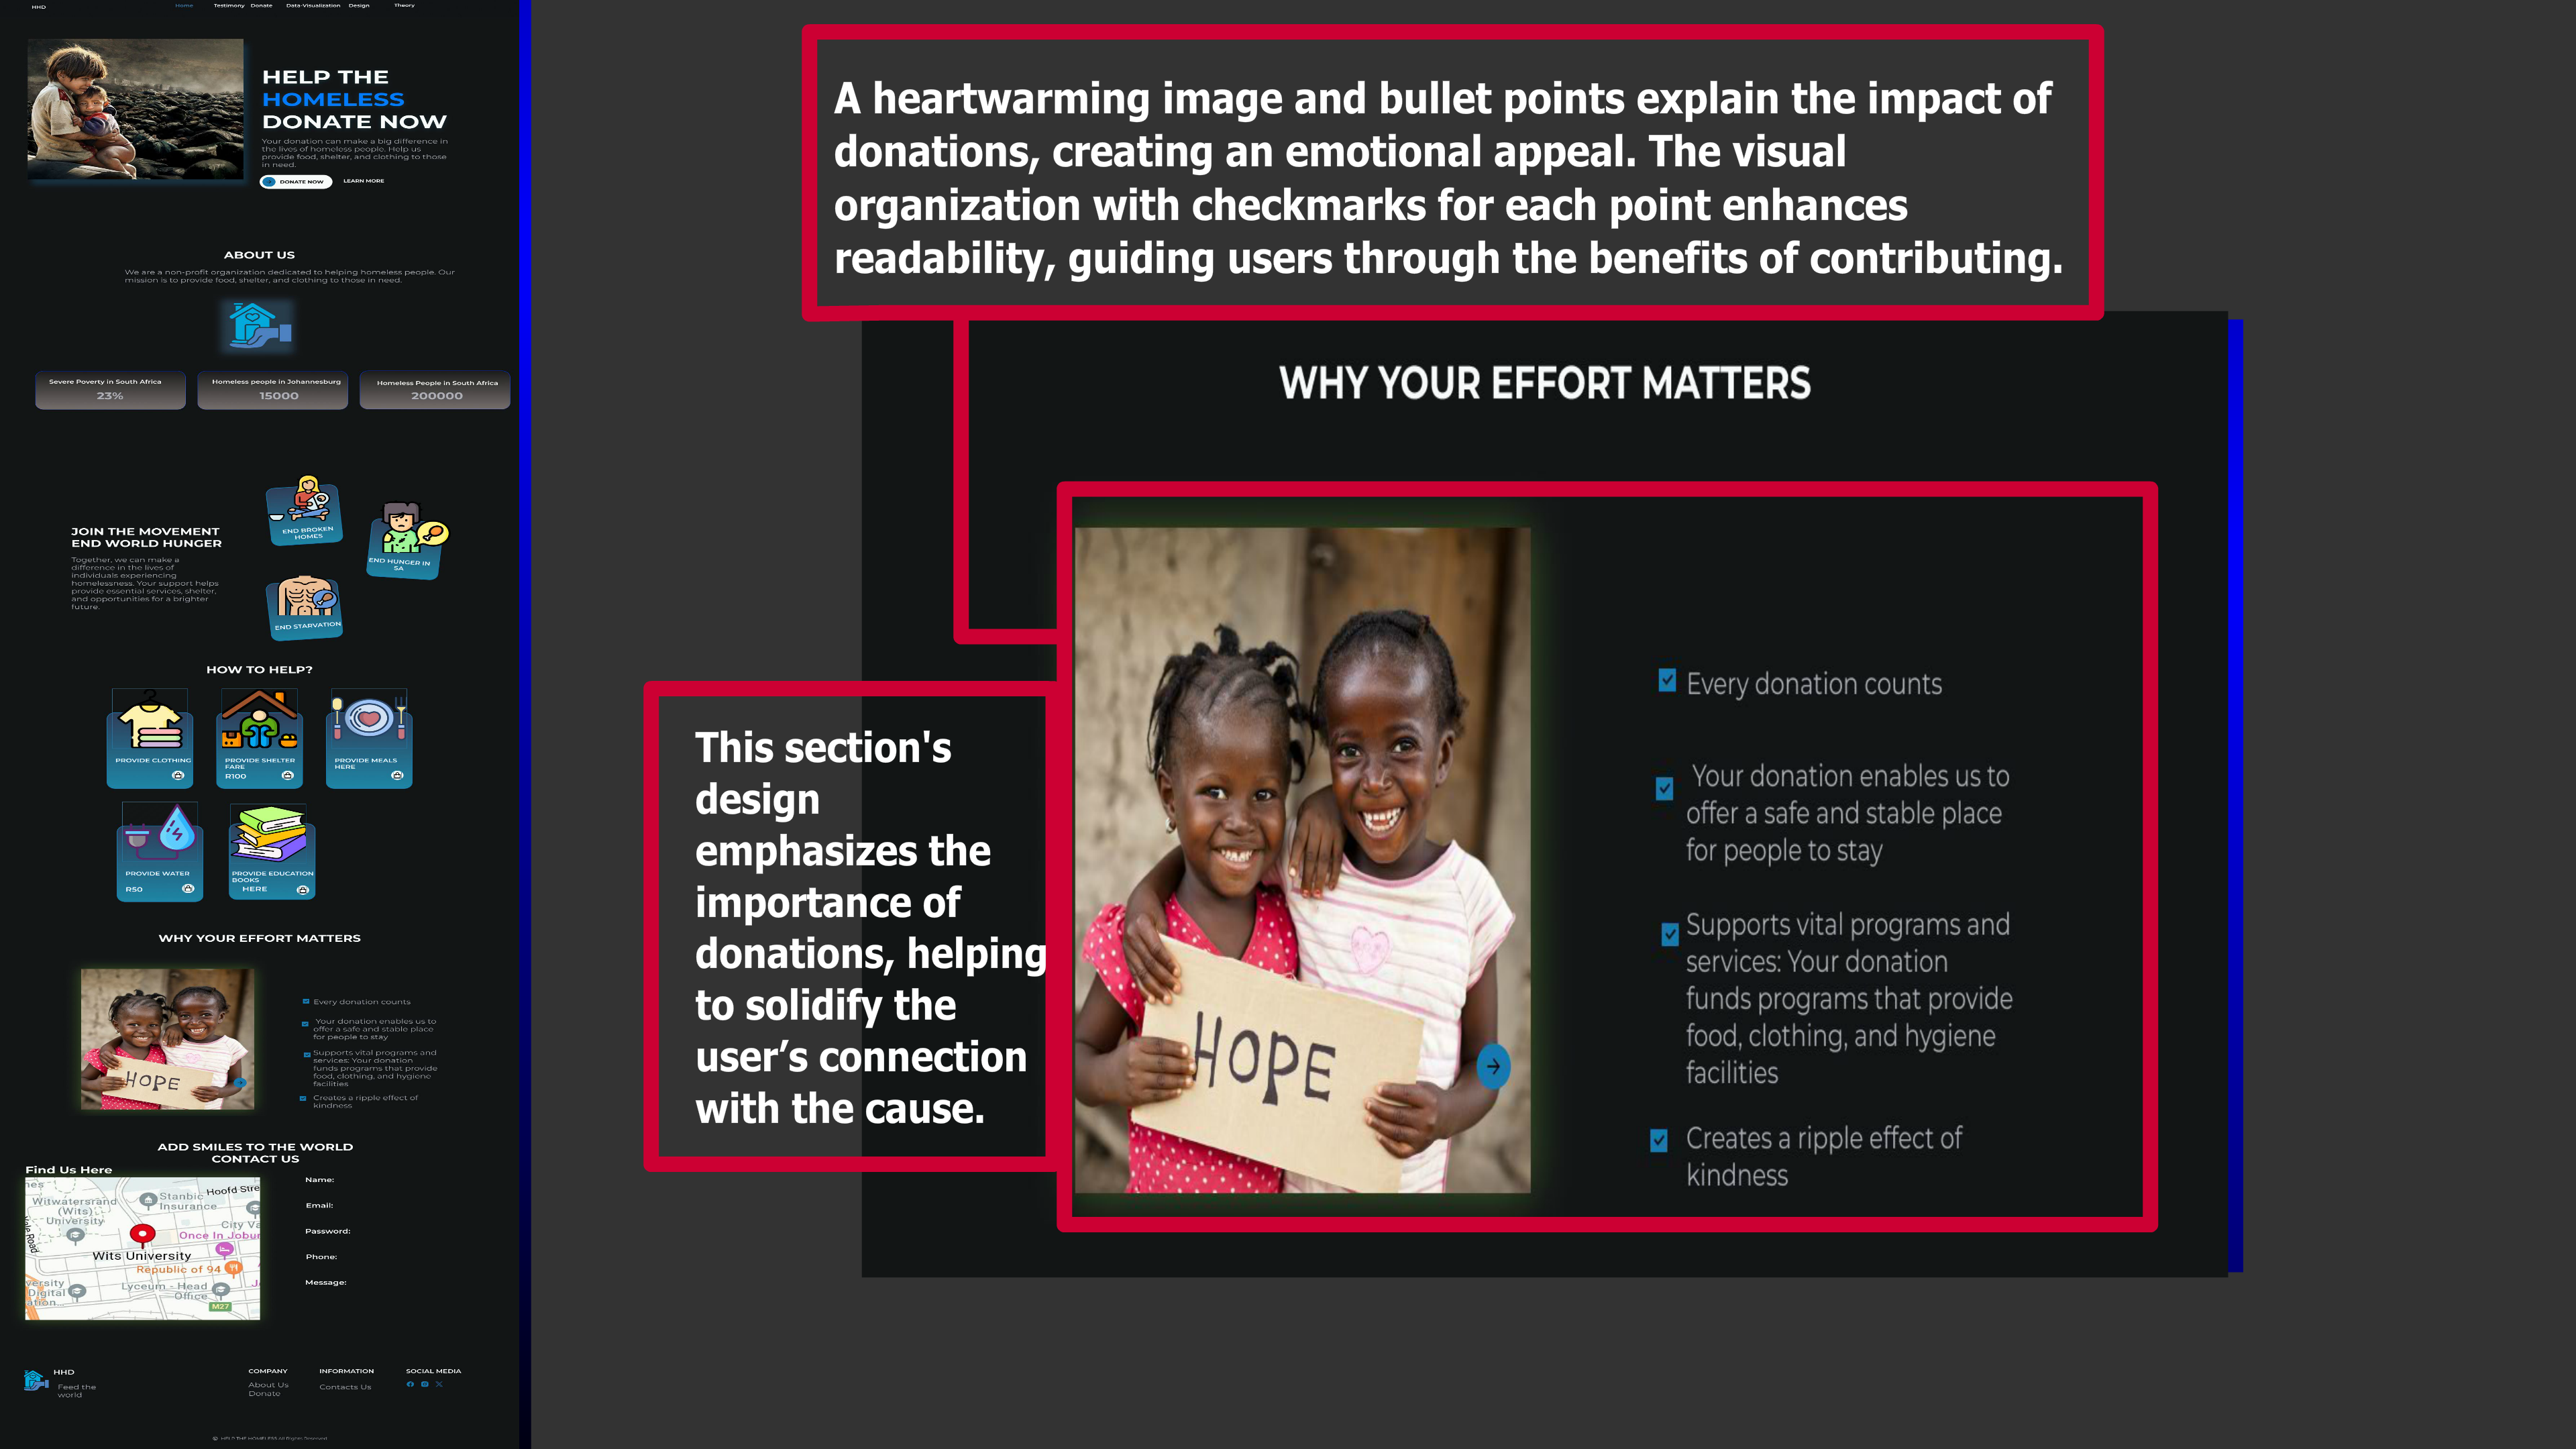 HHD
Home
Testimony
Donate
Data-Visualization
Design
Theory
HELP THE
HOMELESS
DONATE NOW
Your donation can make a big difference in
the lives of homeless people. Help us
provide food, shelter, and clothing to those
in need.
DONATE NOW
LEARN MORE
ABOUT US
We are a non-profit organization dedicated to helping homeless people. Our
mission is to provide food, shelter, and clothing to those in need.
Severe Poverty in South Africa
23%
Homeless people in Johannesburg
15000
Homeless People in South Africa
200000
JOIN THE MOVEMENT
END WORLD HUNGER
Together, we can make a
difference in the lives of
individuals experiencing
homelessness. Your support helps
provide essential services, shelter,
and opportunities for a brighter
future.
END BROKEN
HOMES
END HUNGER IN
SA
END STARVATION
HOW TO HELP?
PROVIDE CLOTHING
PROVIDE SHELTER
FARE
R100
PROVIDE MEALS
HERE
PROVIDE WATER
R50
PROVIDE EDUCATION
BOOKS
HERE
WHY YOUR EFFORT MATTERS
HOPE
Every donation counts
Your donation enables us to
offer a safe and stable place
for people to stay
Supports vital programs and
services: Your donation
funds programs that provide
food, clothing, and hygiene
facilities
Creates a ripple effect of
kindness
ADD SMILES TO THE WORLD
CONTACT US
Find Us Here
Witwatersrand
(Wits)
University
Stanbic
Insurance
Hoofd Stre
City Va
Once In Jobur
Wits University
Republic of 94
versity
Digital
ation...
Lyceum - Head
Office
M27
Name:
Email:
Password:
Phone:
Message:
HHD
Feed the
world
COMPANY
About Us
Donate
INFORMATION
Contacts Us
SOCIAL MEDIA
HELP THE HOMELESS All Rights Reserved
A heartwarming image and bullet points explain the impact of
donations, creating an emotional appeal. The visual
organization with checkmarks for each point enhances
readability, guiding users through the benefits of contributing.
WHY YOUR EFFORT MATTERS
This section's
design
emphasizes the
importance of
donations, helping
to solidify the
user’s connection
with the cause.
HOPE
Every donation counts
Your donation enables us to
offer a safe and stable place
for people to stay
Supports vital programs and
services: Your donation
funds programs that provide
food, clothing, and hygiene
facilities
Creates a ripple effect of
kindness